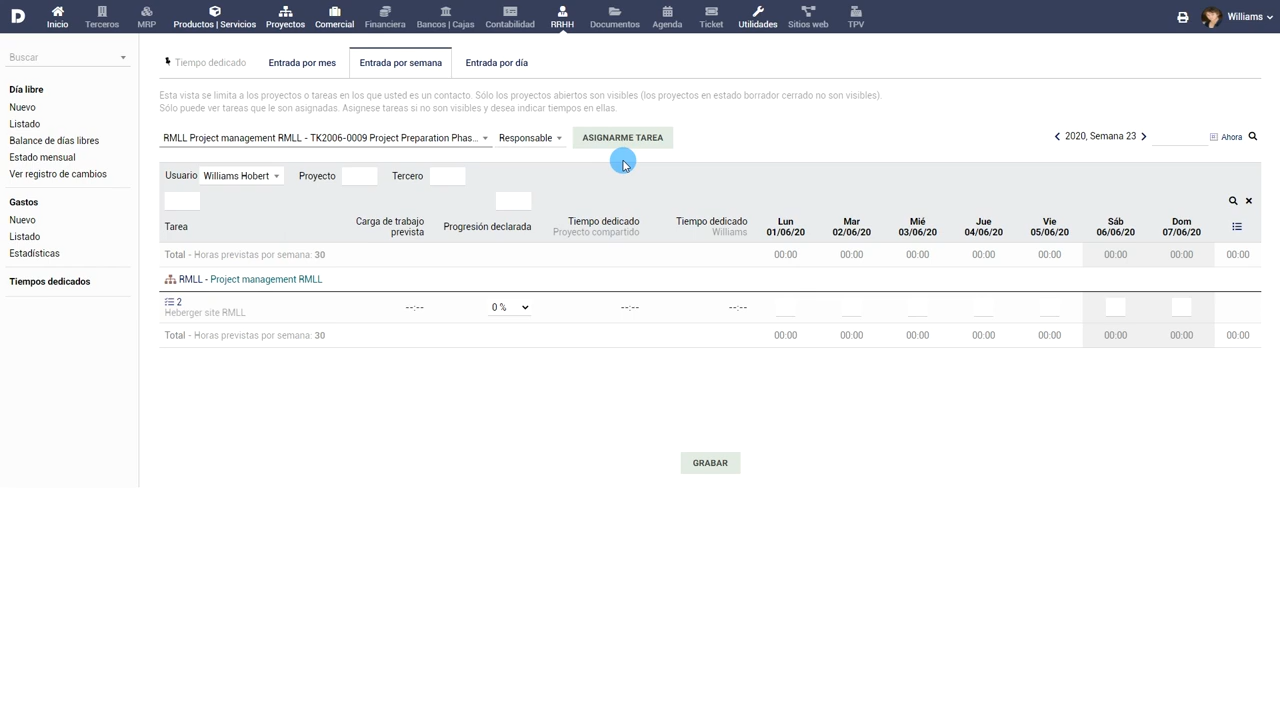 Inicio Terceros MRP Productos | Servicios Proyectos Comercial Financiera Bancos | Cajas Contabilidad RRHH Documentos Agenda Ticket Utilidades Sitios web TPV Williams
Buscar
Día libre
Nuevo
Listado
Balance de días libres
Estado mensual
Ver registro de cambios
Gastos
Nuevo
Listado
Estadísticas
Tiempos dedicados
Tiempo dedicado Entrada por mes Entrada por semana Entrada por día
Esta vista se limita a los proyectos o tareas en los que usted es un contacto. Sólo los proyectos abiertos son visibles (los proyectos en estado borrador cerrado no son visibles).
Sólo puede ver tareas que le son asignadas. Asignese tareas si no son visibles y desea indicar tiempos en ellas.
RMLL Project management RMLL - TK2006-0009 Project Preparation Phas... Responsable ASIGNARME TAREA < 2020, Semana 23 > Ahora
Usuario Williams Hobert Proyecto Tercero
Tarea Carga de trabajo prevista Progresión declarada Tiempo dedicado Proyecto compartido Tiempo dedicado Williams Lun 01/06/20 Mar 02/06/20 Mié 03/06/20 Jue 04/06/20 Vie 05/06/20 Sáb 06/06/20 Dom 07/06/20
Total - Horas previstas por semana: 30 00:00 00:00 00:00 00:00 00:00 00:00 00:00 00:00
RMLL - Project management RMLL
2
Heberger site RMLL --:-- 0 % --:-- --:--
Total - Horas previstas por semana: 30 00:00 00:00 00:00 00:00 00:00 00:00 00:00 00:00
GRABAR